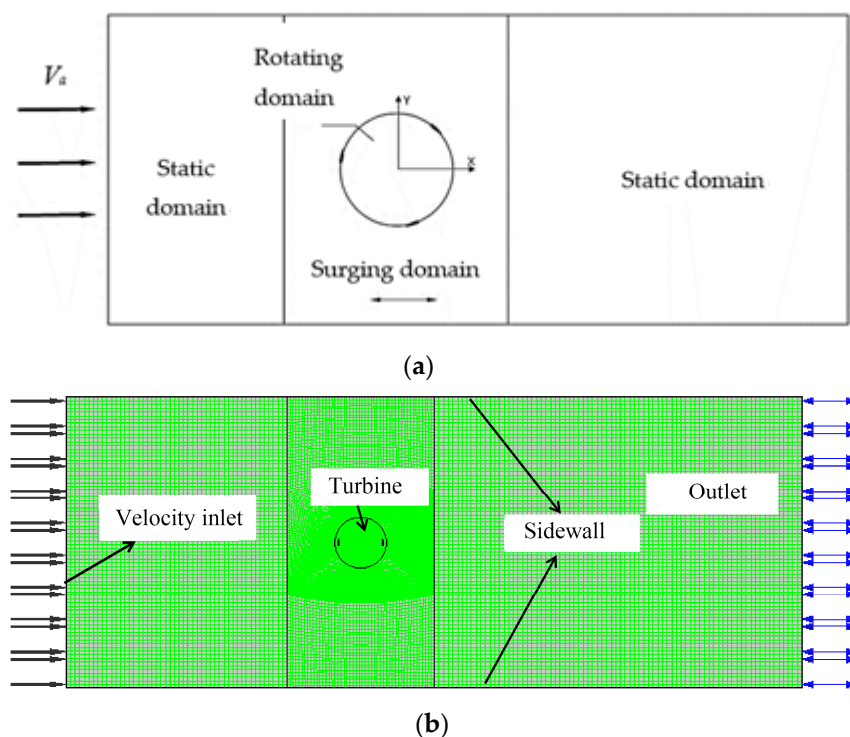 Rotating
domain
Vₐ
Y
X
Static
domain
Static domain
Surging domain
(a)
Turbine
Outlet
Velocity inlet
Sidewall
(b)